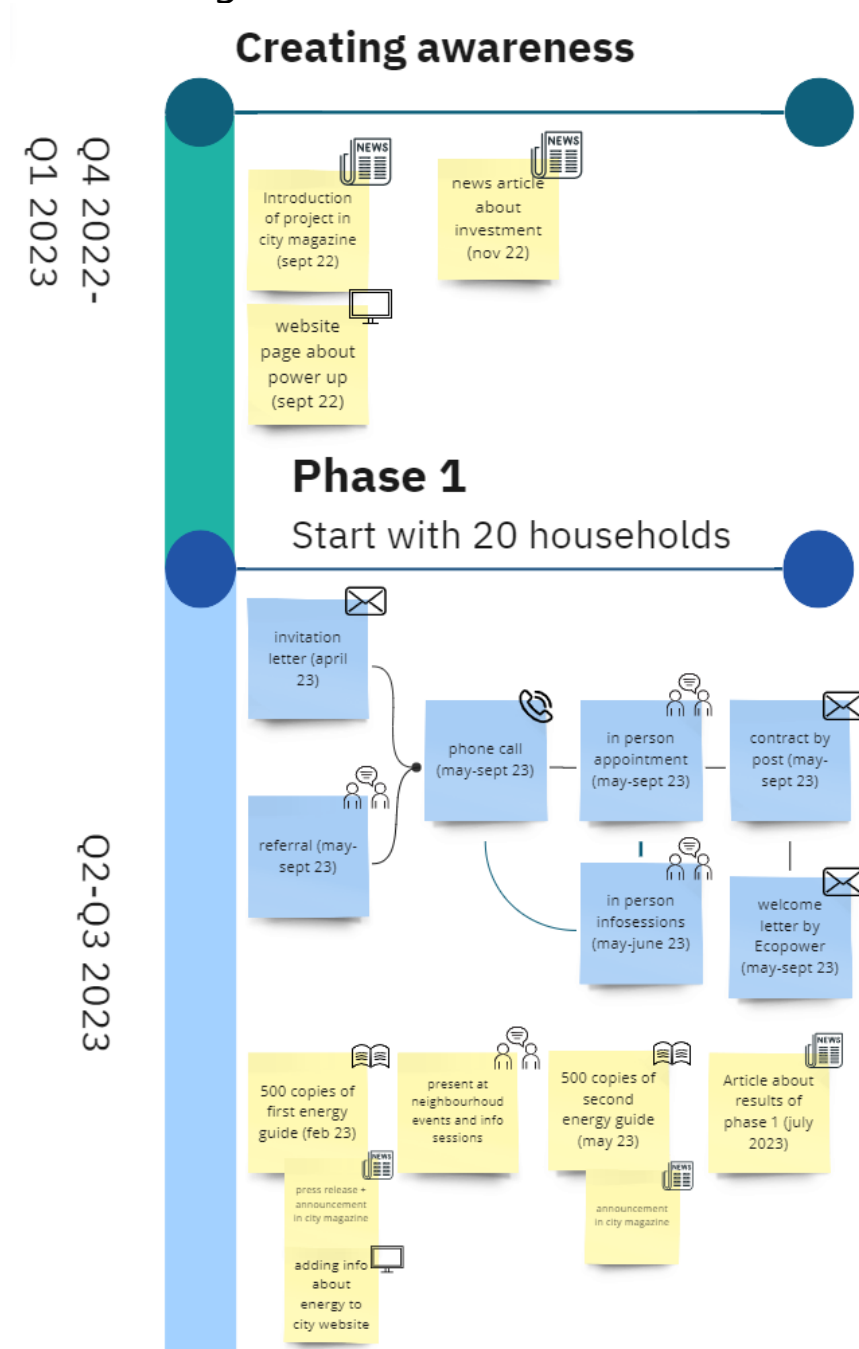 Creating awareness
Q4 2022-
Q1 2023
NEWS
Introduction
of project in
city magazine
(sept 22)
NEWS
news article
about
investment
(nov 22)
website
page about
power up
(sept 22)
Phase 1
Start with 20 households
Q2-Q3 2023
invitation
letter (april
23)
referral (may-
sept 23)
phone call
(may-sept 23)
in person
appointment
(may-sept 23)
contract by
post (may-
sept 23)
in person
infosessions
(may-june 23)
welcome
letter by
Ecopower
(may-sept 23)
500 copies of
first energy
guide (feb 23)
NEWS
press release +
announcement
in city magazine
adding info
about
energy to
city website
present at
neighbourhoud
events and info
sessions
500 copies of
second
energy guide
(may 23)
NEWS
announcement
in city magazine
NEWS
Article about
results of
phase 1 (july
2023)